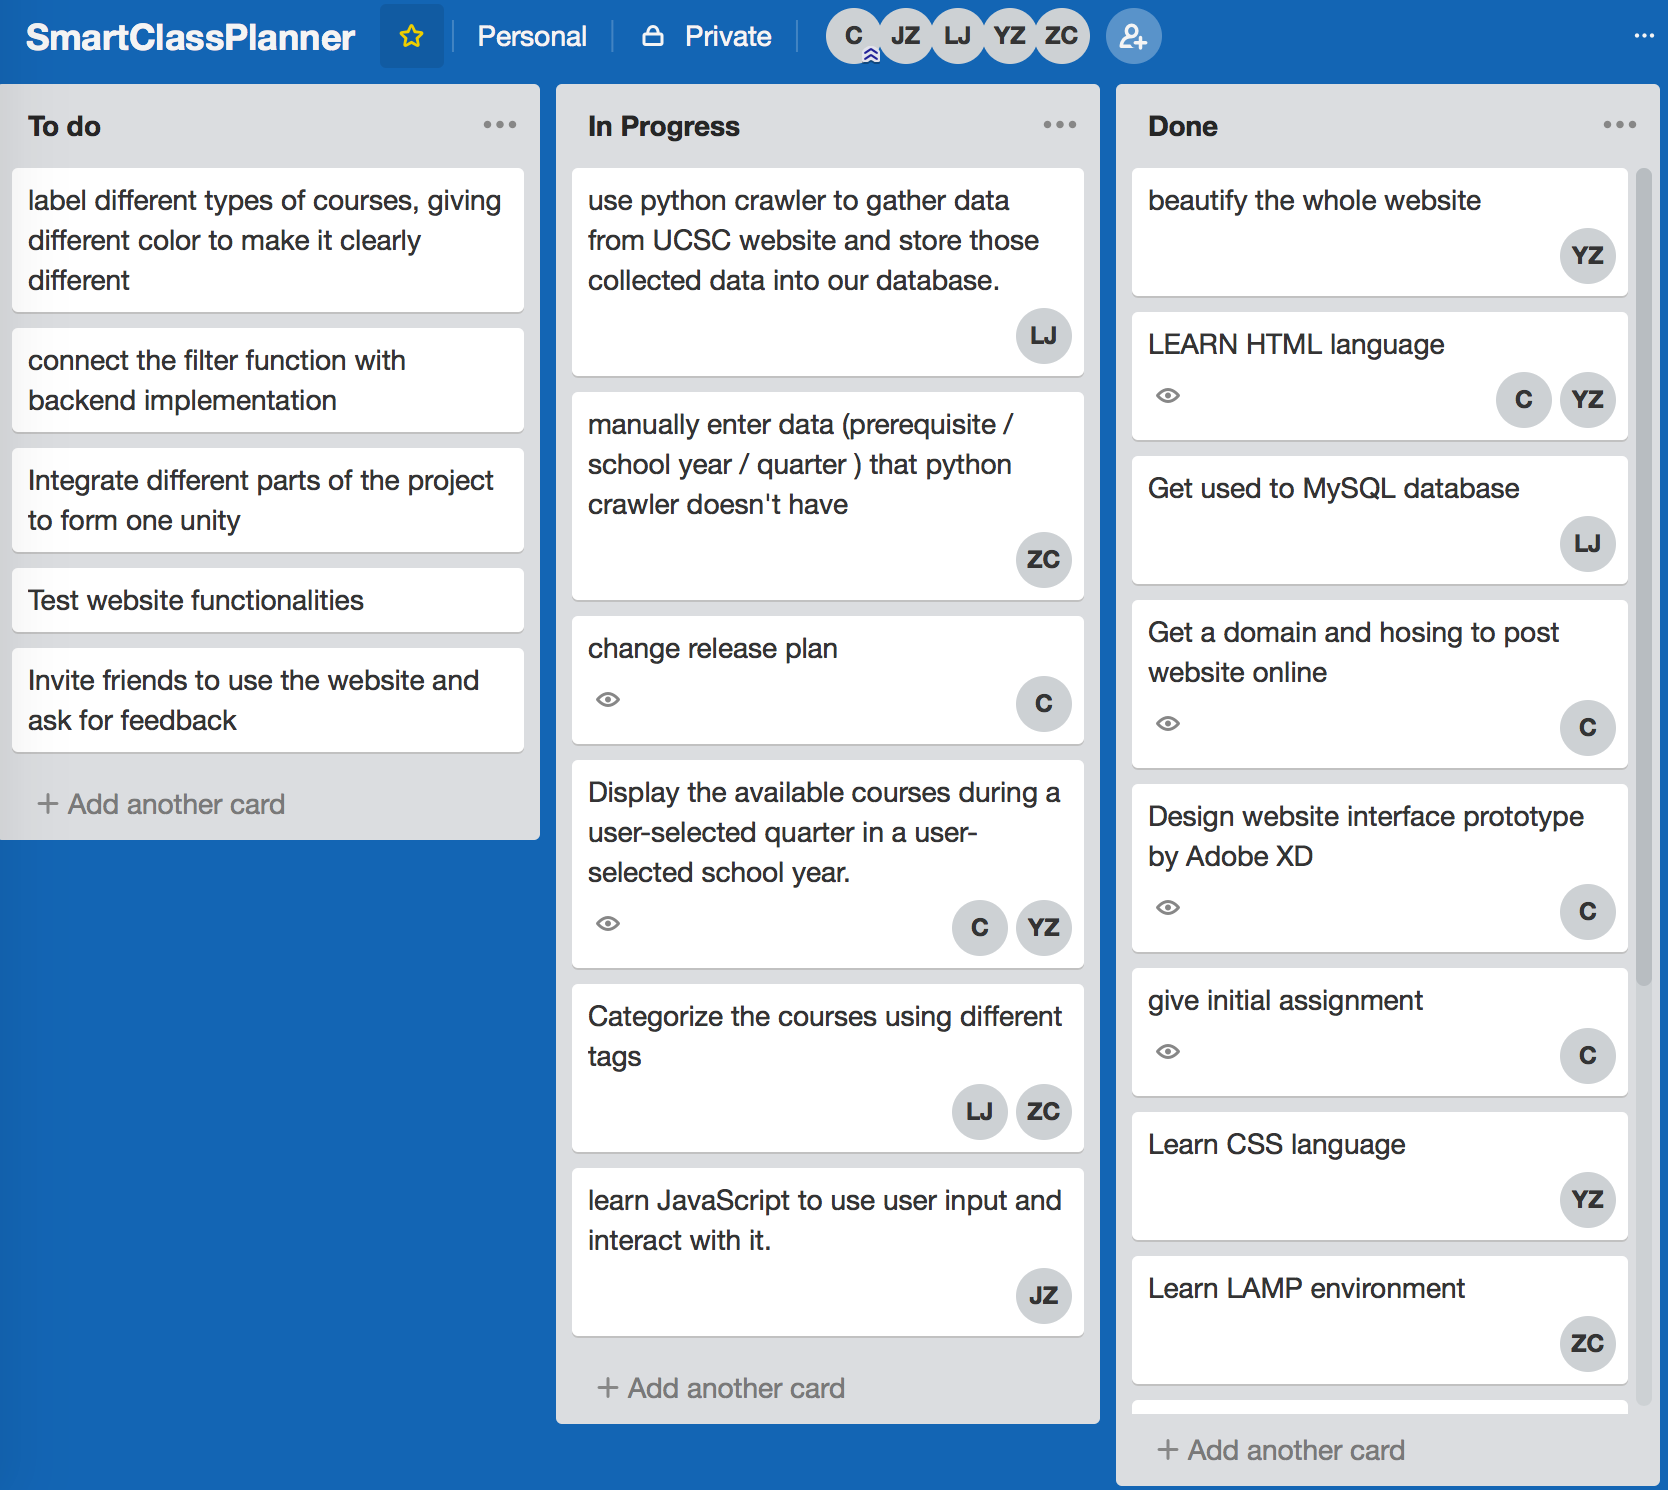 SmartClassPlanner
Personal
Private
C JZ LJ YZ ZC
To do
label different types of courses, giving
different color to make it clearly
different
connect the filter function with
backend implementation
Integrate different parts of the project
to form one unity
Test website functionalities
Invite friends to use the website and
ask for feedback
+ Add another card
In Progress
use python crawler to gather data
from UCSC website and store those
collected data into our database.
LJ
manually enter data (prerequisite /
school year / quarter ) that python
crawler doesn't have
ZC
change release plan
C
Display the available courses during a
user-selected quarter in a user-
selected school year.
C YZ
Categorize the courses using different
tags
LJ ZC
learn JavaScript to use user input and
interact with it.
JZ
+ Add another card
Done
beautify the whole website
YZ
LEARN HTML language
C YZ
Get used to MySQL database
LJ
Get a domain and hosing to post
website online
C
Design website interface prototype
by Adobe XD
C
give initial assignment
C
Learn CSS language
YZ
Learn LAMP environment
ZC
+ Add another card